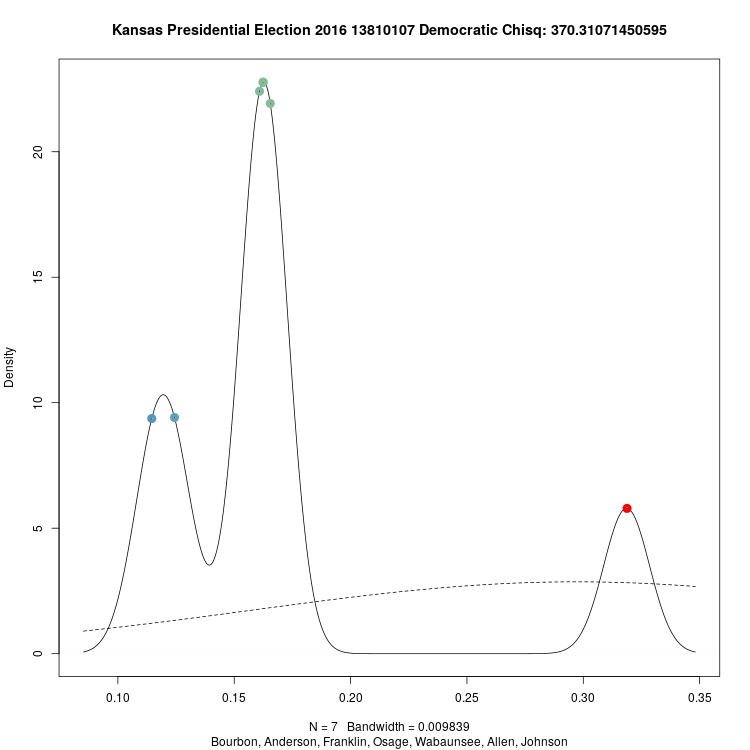 Kansas Presidential Election 2016 13810107 Democratic Chisq: 370.31071450595
20
15
10
5
0
Density
0.10 0.15 0.20 0.25 0.30 0.35
N = 7 Bandwidth = 0.009839
Bourbon, Anderson, Franklin, Osage, Wabaunsee, Allen, Johnson